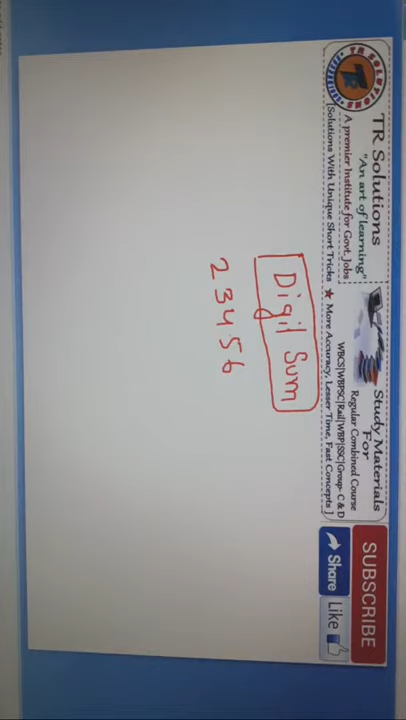 TR SOLUTIONS
TR Solutions
"An art of learning"
A premier Institute for Govt. Jobs
[Solutions With Unique Short Tricks ★ More Accuracy, Lesser Time, Fast Concepts ]
Study Materials
For
Regular Combined Course
WBCS|WBPSC|Rail|WBP|SSC|Group- C & D
SUBSCRIBE
Share
Like
Digit Sum
23456